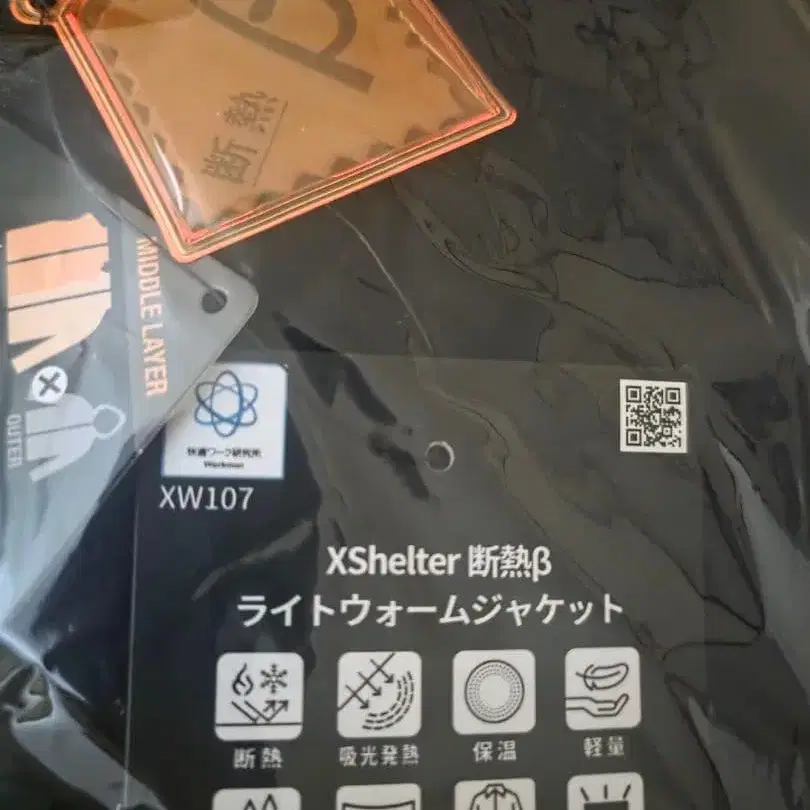 β
断熱
MIDDLE LAYER
OUTER
快適ワーク研究所
Workman
XW107
XShelter 断熱β
ライトウォームジャケット
断熱
吸光発熱
保温
軽量